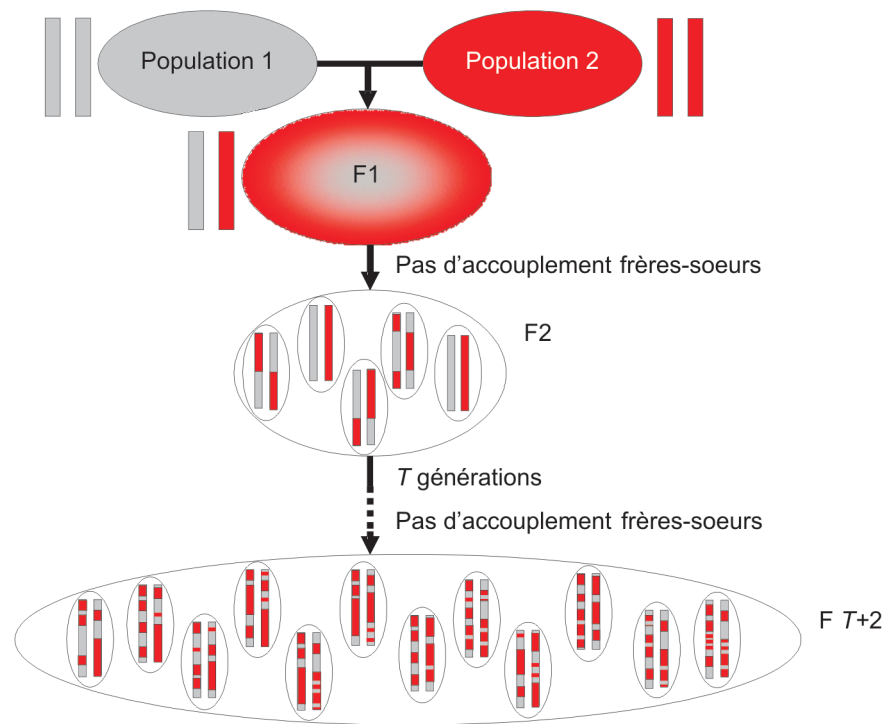 Population 1
Population 2
F1
Pas d'accouplement frères-soeurs
F2
T générations
Pas d'accouplement frères-soeurs
F T+2